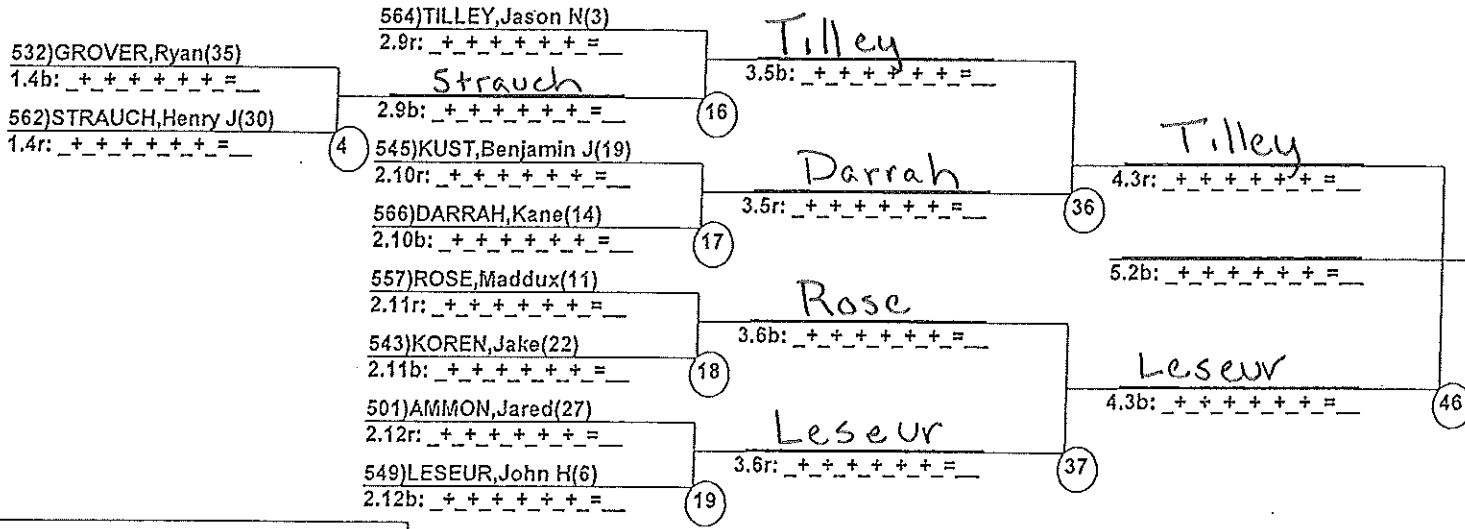 532)GROVER,Ryan(35)
1.4b: _+_+_+_+_+_=__
562)STRAUCH,Henry J(30)
1.4r: _+_+_+_+_+_=__
4
564)TILLEY,Jason N(3)
2.9r: _+_+_+_+_+_=__
Strauch
2.9b: _+_+_+_+_+_=__
16
545)KUST,Benjamin J(19)
2.10r: _+_+_+_+_+_=__
566)DARRAH,Kane(14)
2.10b: _+_+_+_+_+_=__
17
557)ROSE,Maddux(11)
2.11r: _+_+_+_+_+_=__
543)KOREN,Jake(22)
2.11b: _+_+_+_+_+_=__
18
501)AMMON,Jared(27)
2.12r: _+_+_+_+_+_=__
549)LESEUR,John H(6)
2.12b: _+_+_+_+_+_=__
19
Tilley
3.5b: _+_+_+_+_+_=__
Darrah
3.5r: _+_+_+_+_+_=__
36
Rose
3.6b: _+_+_+_+_+_=__
Leseur
3.6r: _+_+_+_+_+_=__
37
Tilley
4.3r: _+_+_+_+_+_=__
5.2b: _+_+_+_+_+_=__
Leseur
4.3b: _+_+_+_+_+_=__
46